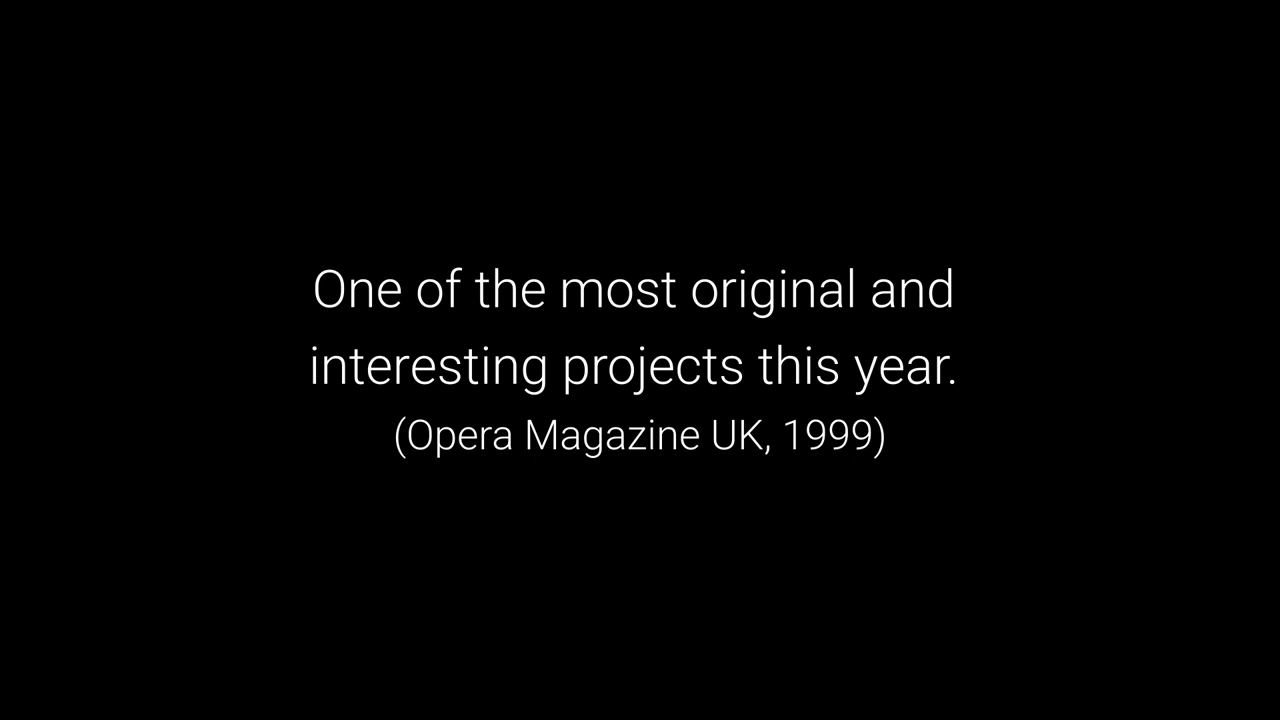 One of the most original and
interesting projects this year.
(Opera Magazine UK, 1999)